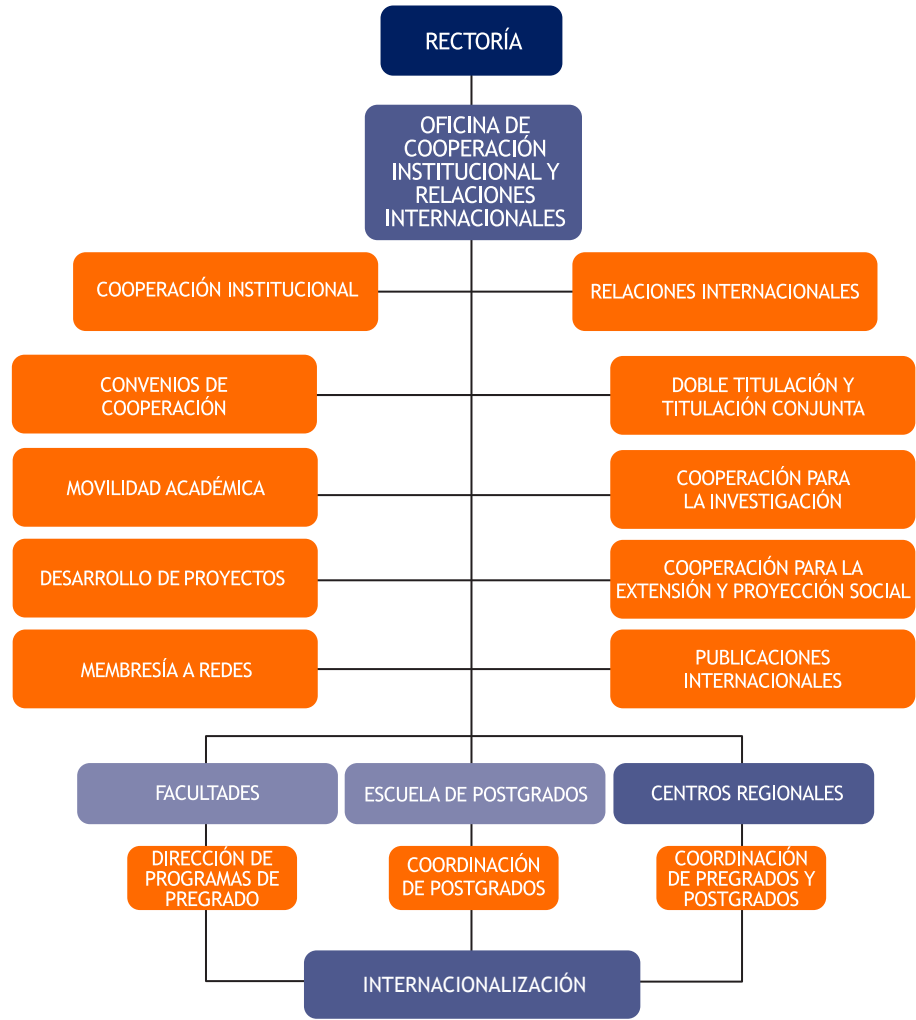 RECTORÍA
OFICINA DE
COOPERACIÓN
INSTITUCIONAL Y
RELACIONES
INTERNACIONALES
COOPERACIÓN INSTITUCIONAL
RELACIONES INTERNACIONALES
CONVENIOS DE
COOPERACIÓN
DOBLE TITULACIÓN Y
TITULACIÓN CONJUNTA
MOVILIDAD ACADÉMICA
COOPERACIÓN PARA
LA INVESTIGACIÓN
DESARROLLO DE PROYECTOS
COOPERACIÓN PARA LA
EXTENSIÓN Y PROYECCIÓN SOCIAL
MEMBRESÍA A REDES
PUBLICACIONES
INTERNACIONALES
FACULTADES
ESCUELA DE POSTGRADOS
CENTROS REGIONALES
DIRECCIÓN DE
PROGRAMAS DE
PREGRADO
COORDINACIÓN
DE POSTGRADOS
COORDINACIÓN
DE PREGRADOS Y
POSTGRADOS
INTERNACIONALIZACIÓN